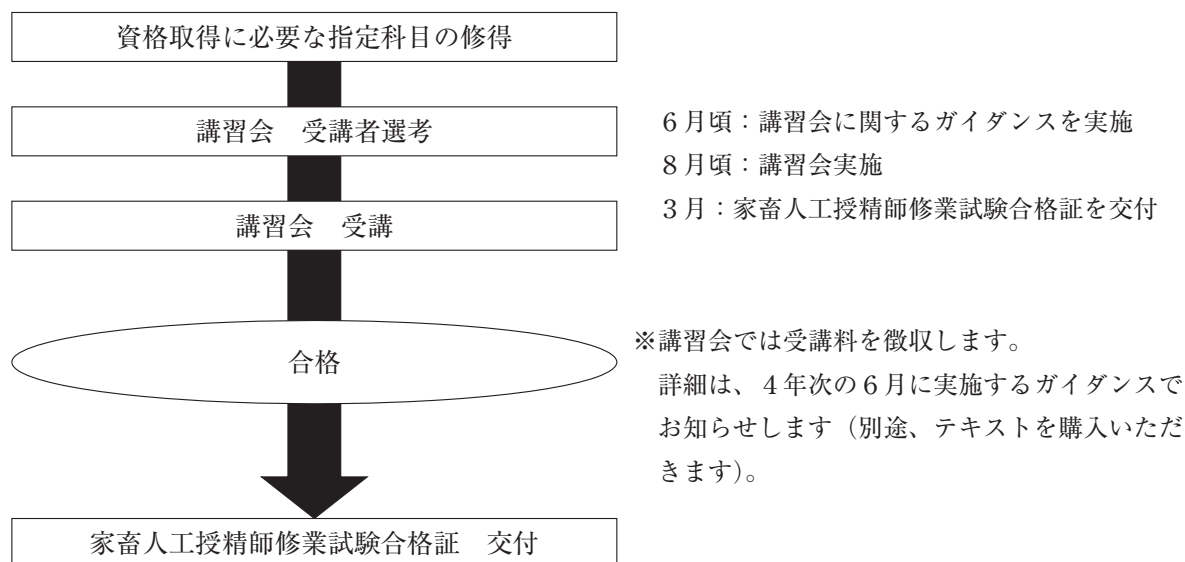 資格取得に必要な指定科目の修得
講習会　受講者選考
講習会　受講
合格
家畜人工授精師修業試験合格証　交付
６月頃：講習会に関するガイダンスを実施
８月頃：講習会実施
３月：家畜人工授精師修業試験合格証を交付
※講習会では受講料を徴収します。
詳細は、４年次の６月に実施するガイダンスで
お知らせします（別途、テキストを購入いただ
きます）。